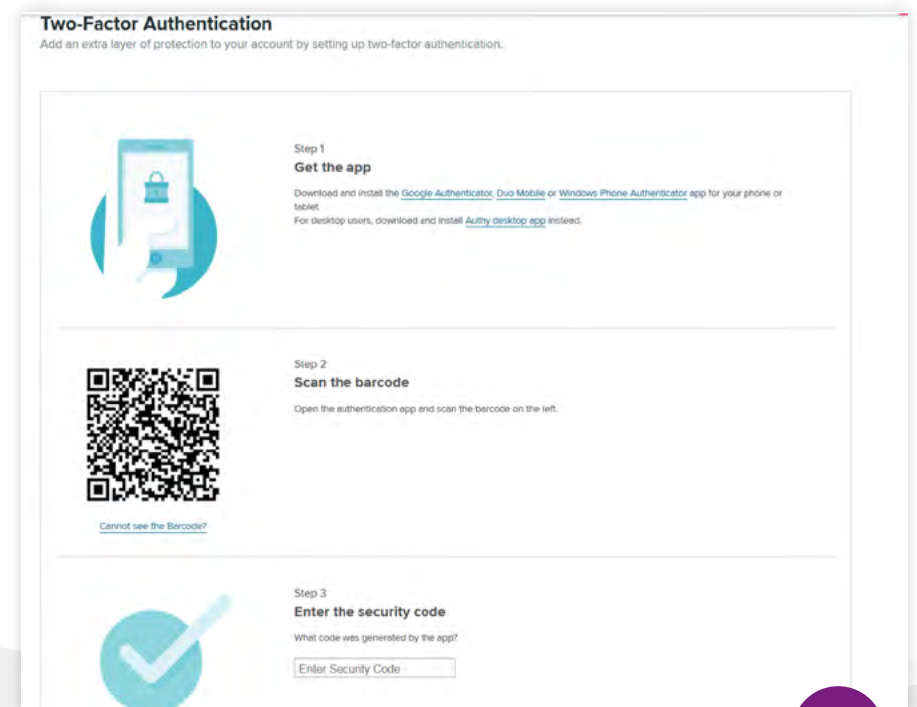 Two-Factor Authentication
Add an extra layer of protection to your account by setting up two-factor authentication.
Step 1
Get the app
Download and install the Google Authenticator, Duo Mobile or Windows Phone Authenticator app for your phone or
tablet.
For desktop users, download and install Authy desktop app instead.
Step 2
Scan the barcode
Open the authentication app and scan the barcode on the left.
Cannot see the Barcode?
Step 3
Enter the security code
What code was generated by the app?
Enter Security Code